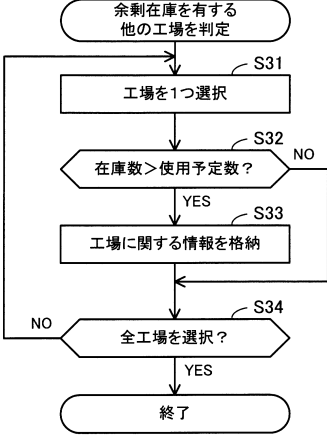 余剰在庫を有する
他の工場を判定
S31
工場を1つ選択
S32
在庫数>使用予定数?
NO
YES
S33
工場に関する情報を格納
S34
NO
全工場を選択?
YES
終了